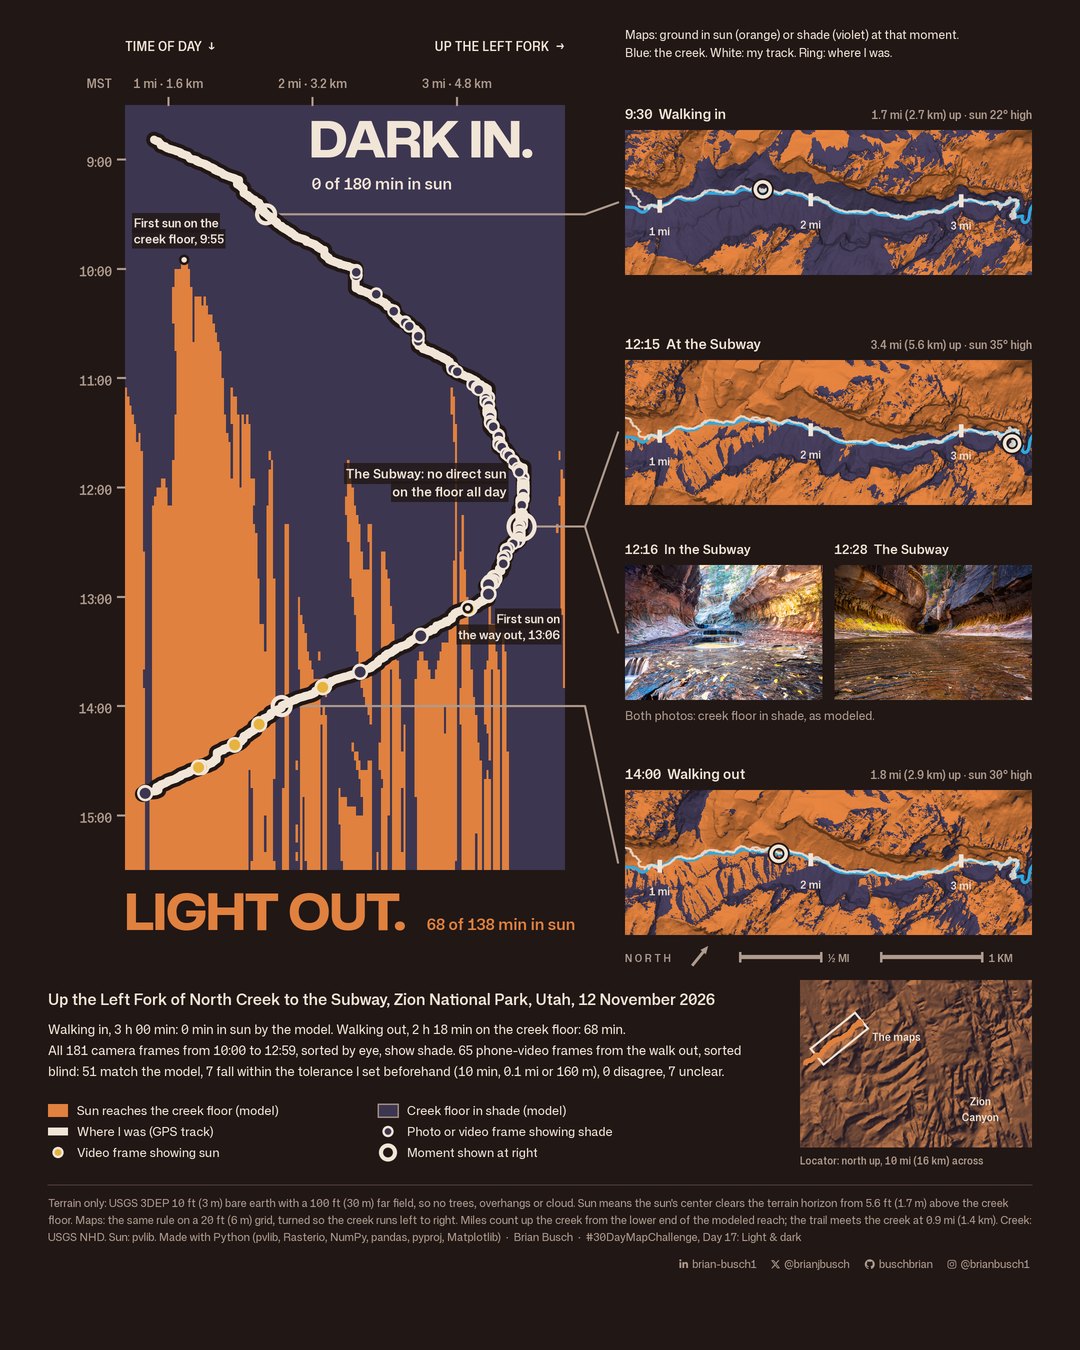 TIME OF DAY ↓
UP THE LEFT FORK →
MST
1 mi · 1.6 km
2 mi · 3.2 km
3 mi · 4.8 km
DARK IN.
0 of 180 min in sun
9:00
First sun on the
creek floor, 9:55
10:00
11:00
The Subway: no direct sun
on the floor all day
12:00
13:00
First sun on
the way out, 13:06
14:00
15:00
LIGHT OUT.
68 of 138 min in sun
Maps: ground in sun (orange) or shade (violet) at that moment.
Blue: the creek. White: my track. Ring: where I was.
9:30 Walking in
1.7 mi (2.7 km) up · sun 22° high
1 mi
2 mi
3 mi
12:15 At the Subway
3.4 mi (5.6 km) up · sun 35° high
1 mi
2 mi
3 mi
12:16 In the Subway
12:28 The Subway
Both photos: creek floor in shade, as modeled.
14:00 Walking out
1.8 mi (2.9 km) up · sun 30° high
1 mi
2 mi
3 mi
NORTH
½ MI
1 KM
Up the Left Fork of North Creek to the Subway, Zion National Park, Utah, 12 November 2026
Walking in, 3 h 00 min: 0 min in sun by the model. Walking out, 2 h 18 min on the creek floor: 68 min.
All 181 camera frames from 10:00 to 12:59, sorted by eye, show shade. 65 phone-video frames from the walk out, sorted
blind: 51 match the model, 7 fall within the tolerance I set beforehand (10 min, 0.1 mi or 160 m), 0 disagree, 7 unclear.
Sun reaches the creek floor (model)
Creek floor in shade (model)
Where I was (GPS track)
Photo or video frame showing shade
Video frame showing sun
Moment shown at right
The maps
Zion
Canyon
Locator: north up, 10 mi (16 km) across
Terrain only: USGS 3DEP 10 ft (3 m) bare earth with a 100 ft (30 m) far field, so no trees, overhangs or cloud. Sun means the sun's center clears the terrain horizon from 5.6 ft (1.7 m) above the creek
floor. Maps: the same rule on a 20 ft (6 m) grid, turned so the creek runs left to right. Miles count up the creek from the lower end of the modeled reach; the trail meets the creek at 0.9 mi (1.4 km). Creek:
USGS NHD. Sun: pvlib. Made with Python (pvlib, Rasterio, NumPy, pandas, pyproj, Matplotlib) · Brian Busch · #30DayMapChallenge, Day 17: Light & dark
brian-busch1
@brianjbusch
buschbrian
@brianbusch1